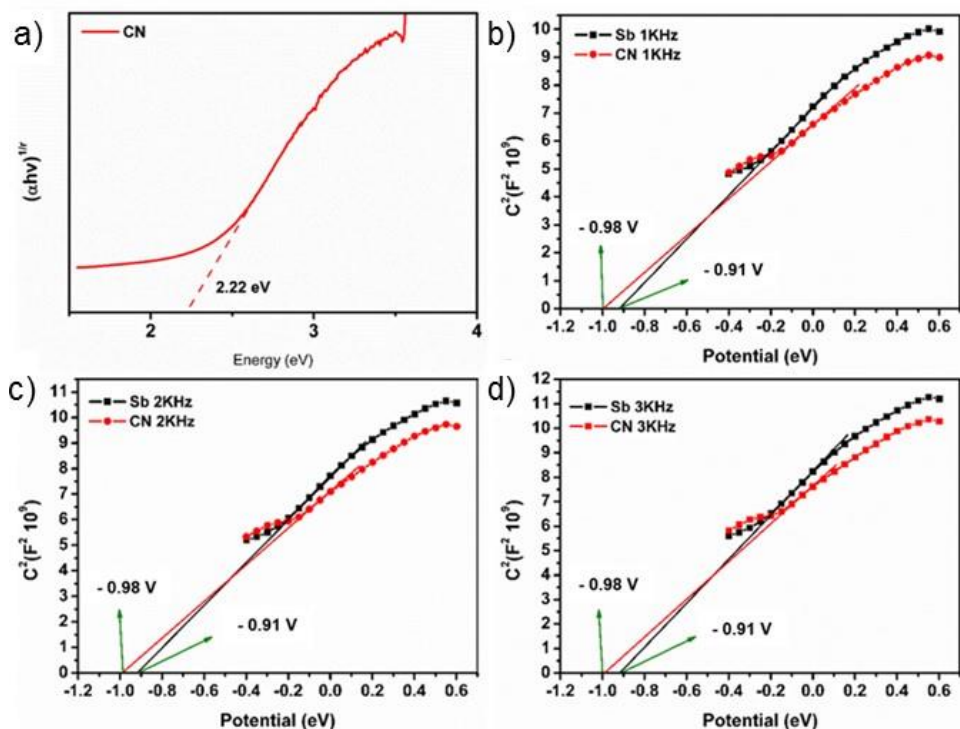 a)
CN
(αhν)^1/r
2.22 eV
2 3 4
Energy (eV)
b)
Sb 1KHz
CN 1KHz
C²(F² 10⁹)
10
9
8
7
6
5
4
3
2
1
0
- 0.98 V
- 0.91 V
-1.2 -1.0 -0.8 -0.6 -0.4 -0.2 0.0 0.2 0.4 0.6
Potential (eV)
c)
Sb 2KHz
CN 2KHz
C²(F² 10⁹)
11
10
9
8
7
6
5
4
3
2
1
0
- 0.98 V
- 0.91 V
-1.2 -1.0 -0.8 -0.6 -0.4 -0.2 0.0 0.2 0.4 0.6
Potential (eV)
d)
Sb 3KHz
CN 3KHz
C²(F² 10⁹)
12
11
10
9
8
7
6
5
4
3
2
1
0
- 0.98 V
- 0.91 V
-1.2 -1.0 -0.8 -0.6 -0.4 -0.2 0.0 0.2 0.4 0.6
Potential (eV)